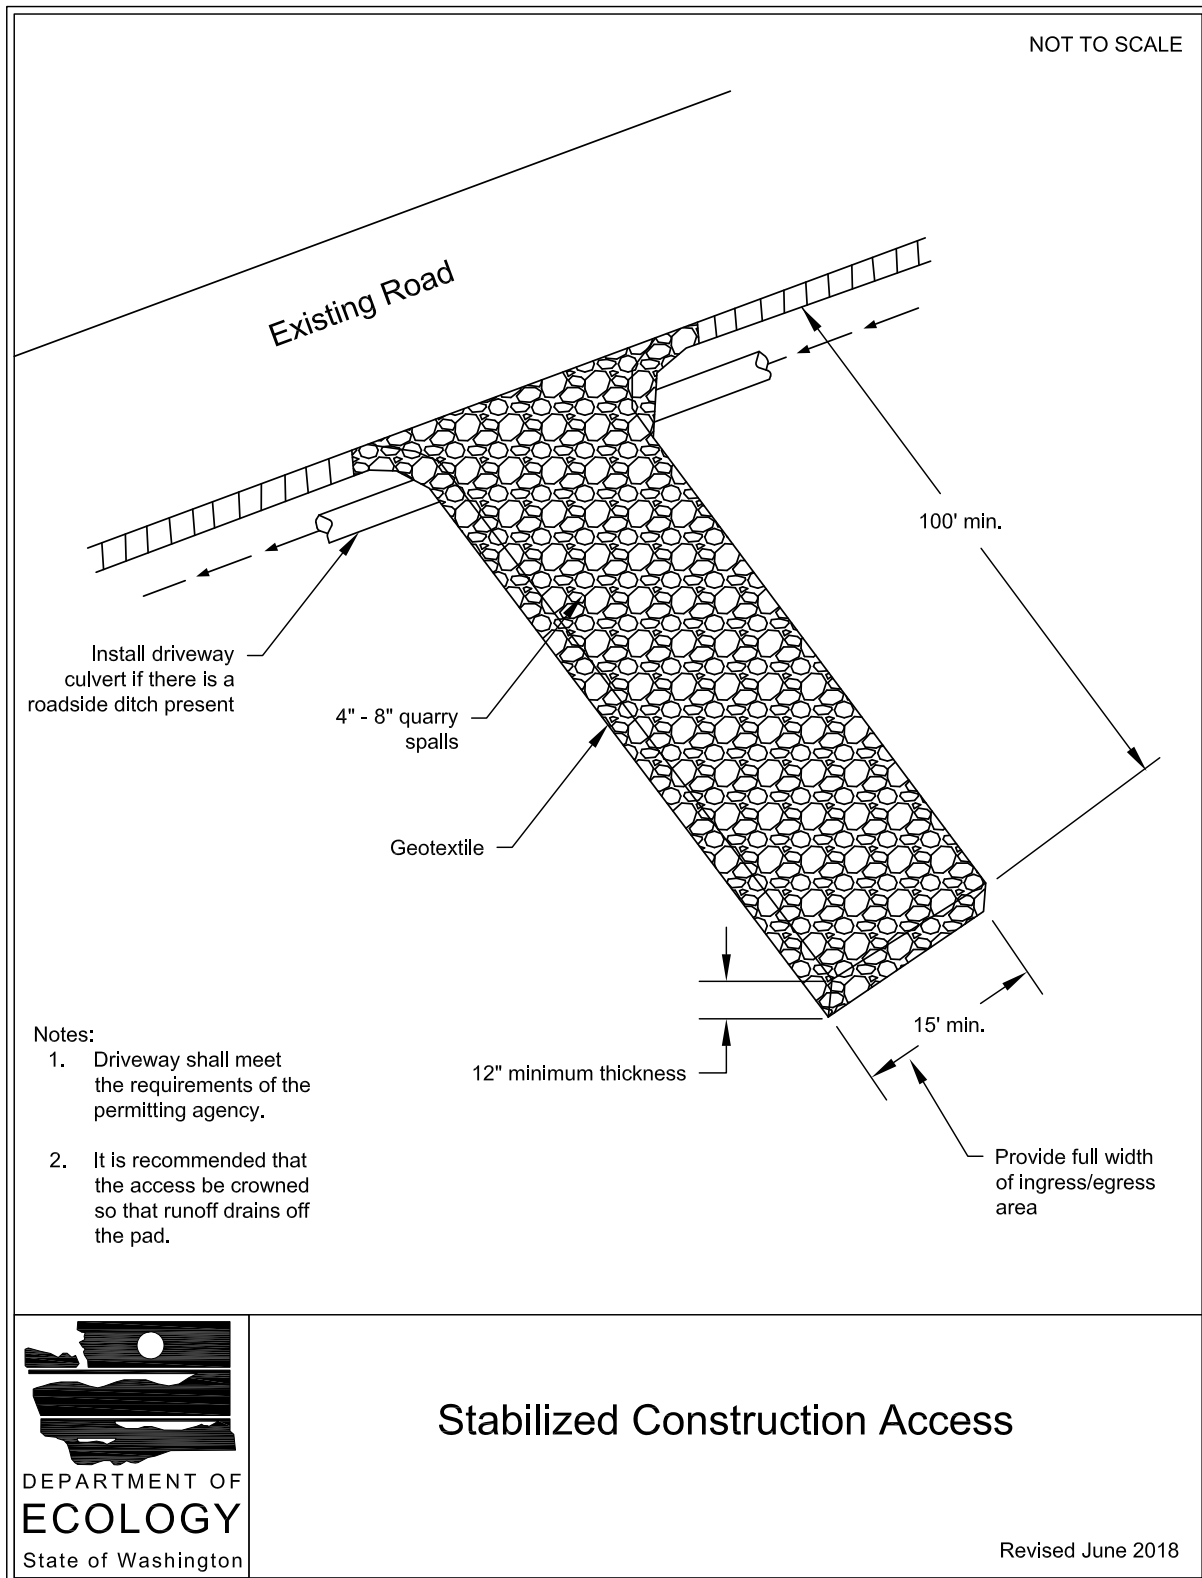 NOT TO SCALE
Existing Road
100' min.
Install driveway
culvert if there is a
roadside ditch present
4" - 8" quarry
spalls
Geotextile
15' min.
12" minimum thickness
Provide full width
of ingress/egress
area
Notes:
1. Driveway shall meet
the requirements of the
permitting agency.
2. It is recommended that
the access be crowned
so that runoff drains off
the pad.
DEPARTMENT OF
ECOLOGY
State of Washington
Stabilized Construction Access
Revised June 2018